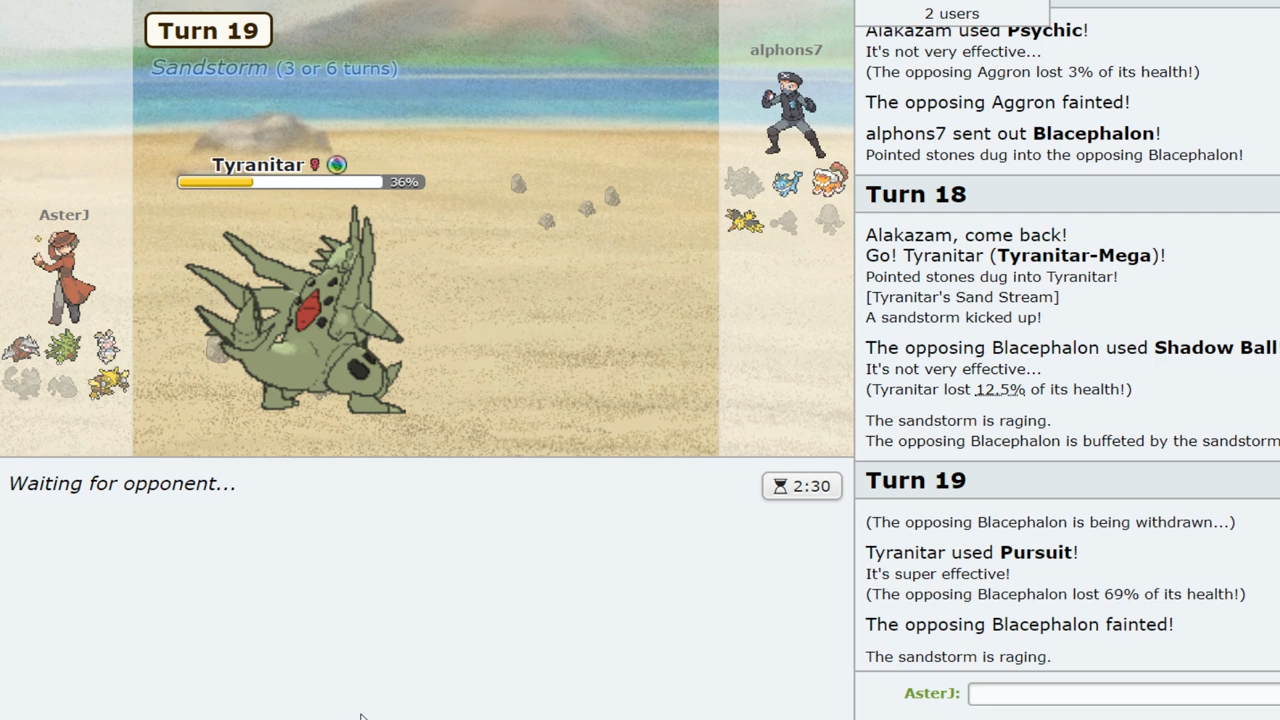 Turn 19
Sandstorm (3 or 6 turns)
Tyranitar
36%
AsterJ
alphons7
Waiting for opponent...
2:30
2 users
Alakazam used Psychic!
It's not very effective...
(The opposing Aggron lost 3% of its health!)
The opposing Aggron fainted!
alphons7 sent out Blacephalon!
Pointed stones dug into the opposing Blacephalon!
Turn 18
Alakazam, come back!
Go! Tyranitar (Tyranitar-Mega)!
Pointed stones dug into Tyranitar!
[Tyranitar's Sand Stream]
A sandstorm kicked up!
The opposing Blacephalon used Shadow Ball!
It's not very effective...
(Tyranitar lost 12.5% of its health!)
The sandstorm is raging.
The opposing Blacephalon is buffeted by the sandstorm
Turn 19
(The opposing Blacephalon is being withdrawn...)
Tyranitar used Pursuit!
It's super effective!
(The opposing Blacephalon lost 69% of its health!)
The opposing Blacephalon fainted!
The sandstorm is raging.
AsterJ: